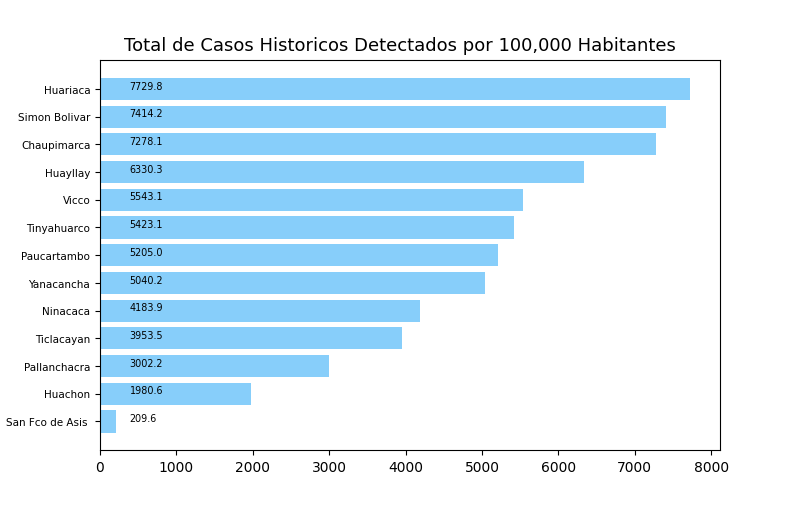 Total de Casos Historicos Detectados por 100,000 Habitantes
Huariaca 7729.8
Simon Bolivar 7414.2
Chaupimarca 7278.1
Huayllay 6330.3
Vicco 5543.1
Tinyahuarco 5423.1
Paucartambo 5205.0
Yanacancha 5040.2
Ninacaca 4183.9
Ticlacayan 3953.5
Pallanchacra 3002.2
Huachon 1980.6
San Fco de Asis 209.6
0 1000 2000 3000 4000 5000 6000 7000 8000